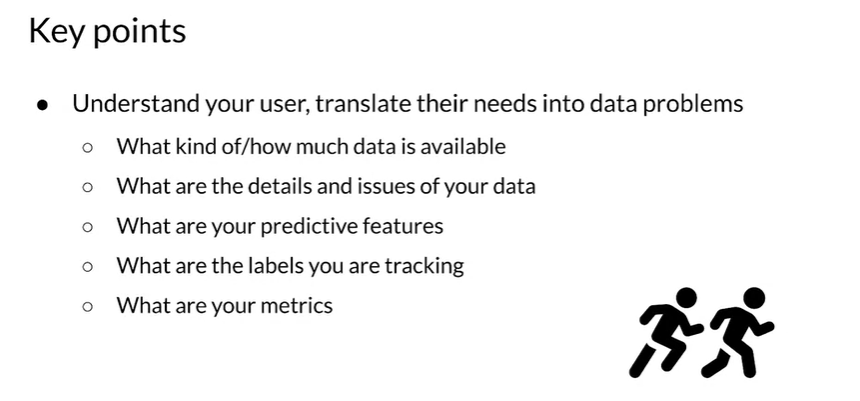 Key points
● Understand your user, translate their needs into data problems
○ What kind of/how much data is available
○ What are the details and issues of your data
○ What are your predictive features
○ What are the labels you are tracking
○ What are your metrics